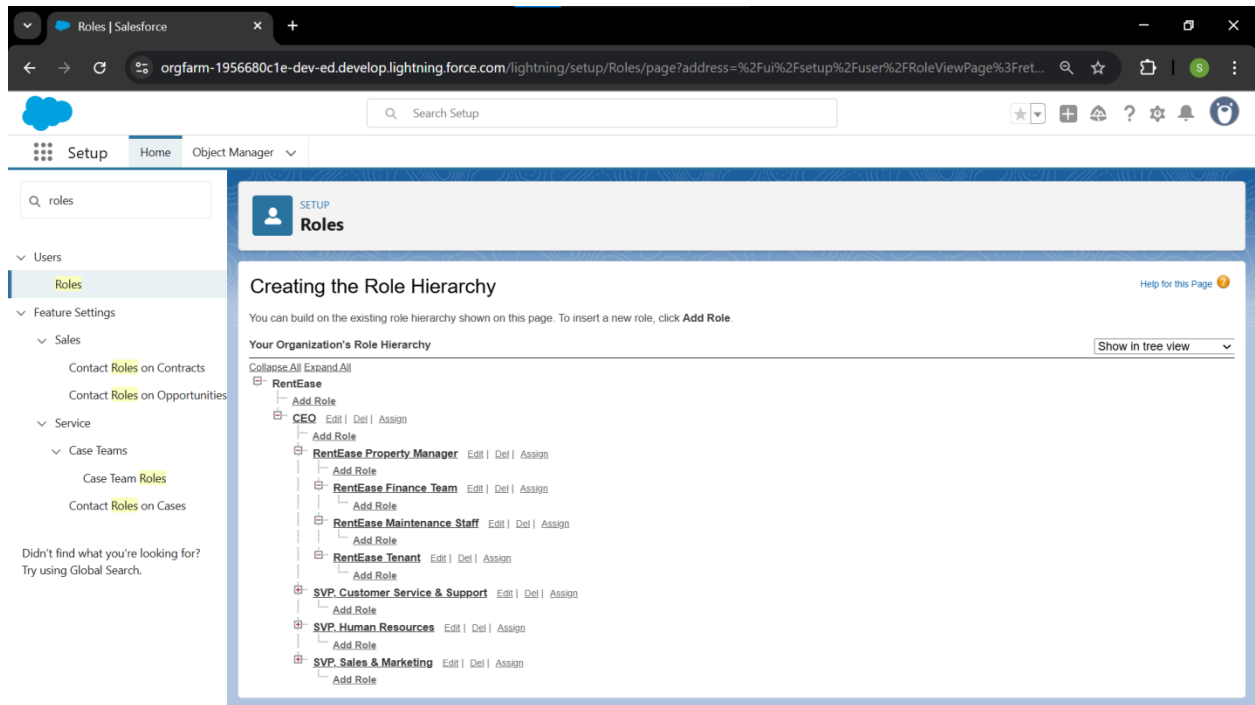 Roles | Salesforce
orgfarm-1956680c1e-dev-ed.develop.lightning.force.com/lightning/setup/Roles/page?address=%2Fui%2Fsetup%2Fuser%2FRoleViewPage%3Fret...
S
Search Setup
Setup
Home
Object Manager
roles
Users
Roles
Feature Settings
Sales
Contact Roles on Contracts
Contact Roles on Opportunities
Service
Case Teams
Case Team Roles
Contact Roles on Cases
Didn't find what you're looking for?
Try using Global Search.
SETUP
Roles
Creating the Role Hierarchy
Help for this Page
You can build on the existing role hierarchy shown on this page. To insert a new role, click Add Role.
Your Organization's Role Hierarchy
Show in tree view
Collapse All Expand All
RentEase
Add Role
CEO Edit | Del | Assign
Add Role
RentEase Property Manager Edit | Del | Assign
Add Role
RentEase Finance Team Edit | Del | Assign
Add Role
RentEase Maintenance Staff Edit | Del | Assign
Add Role
RentEase Tenant Edit | Del | Assign
Add Role
SVP, Customer Service & Support Edit | Del | Assign
Add Role
SVP, Human Resources Edit | Del | Assign
Add Role
SVP, Sales & Marketing Edit | Del | Assign
Add Role